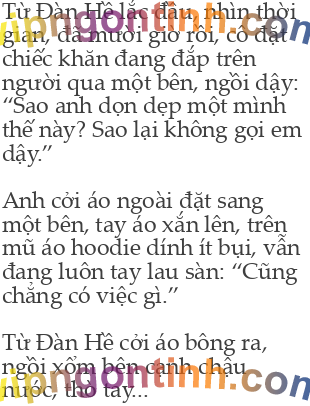 Từ Đàn Hề lắc đầu, nhìn thời
gian, đã mười giờ rồi, cô đặt
chiếc khăn đang đắp trên
người qua một bên, ngồi dậy:
“Sao anh dọn dẹp một mình
thế này? Sao lại không gọi em
dậy.”
Anh cởi áo ngoài đặt sang
một bên, tay áo xắn lên, trên
mũ áo hoodie dính ít bụi, vẫn
đang luôn tay lau sàn: “Cũng
chẳng có việc gì.”
Từ Đàn Hề cởi áo bông ra,
ngồi xổm bên cạnh chậu
nước, thò tay...
vipngontinh.com
vipngontinh.com